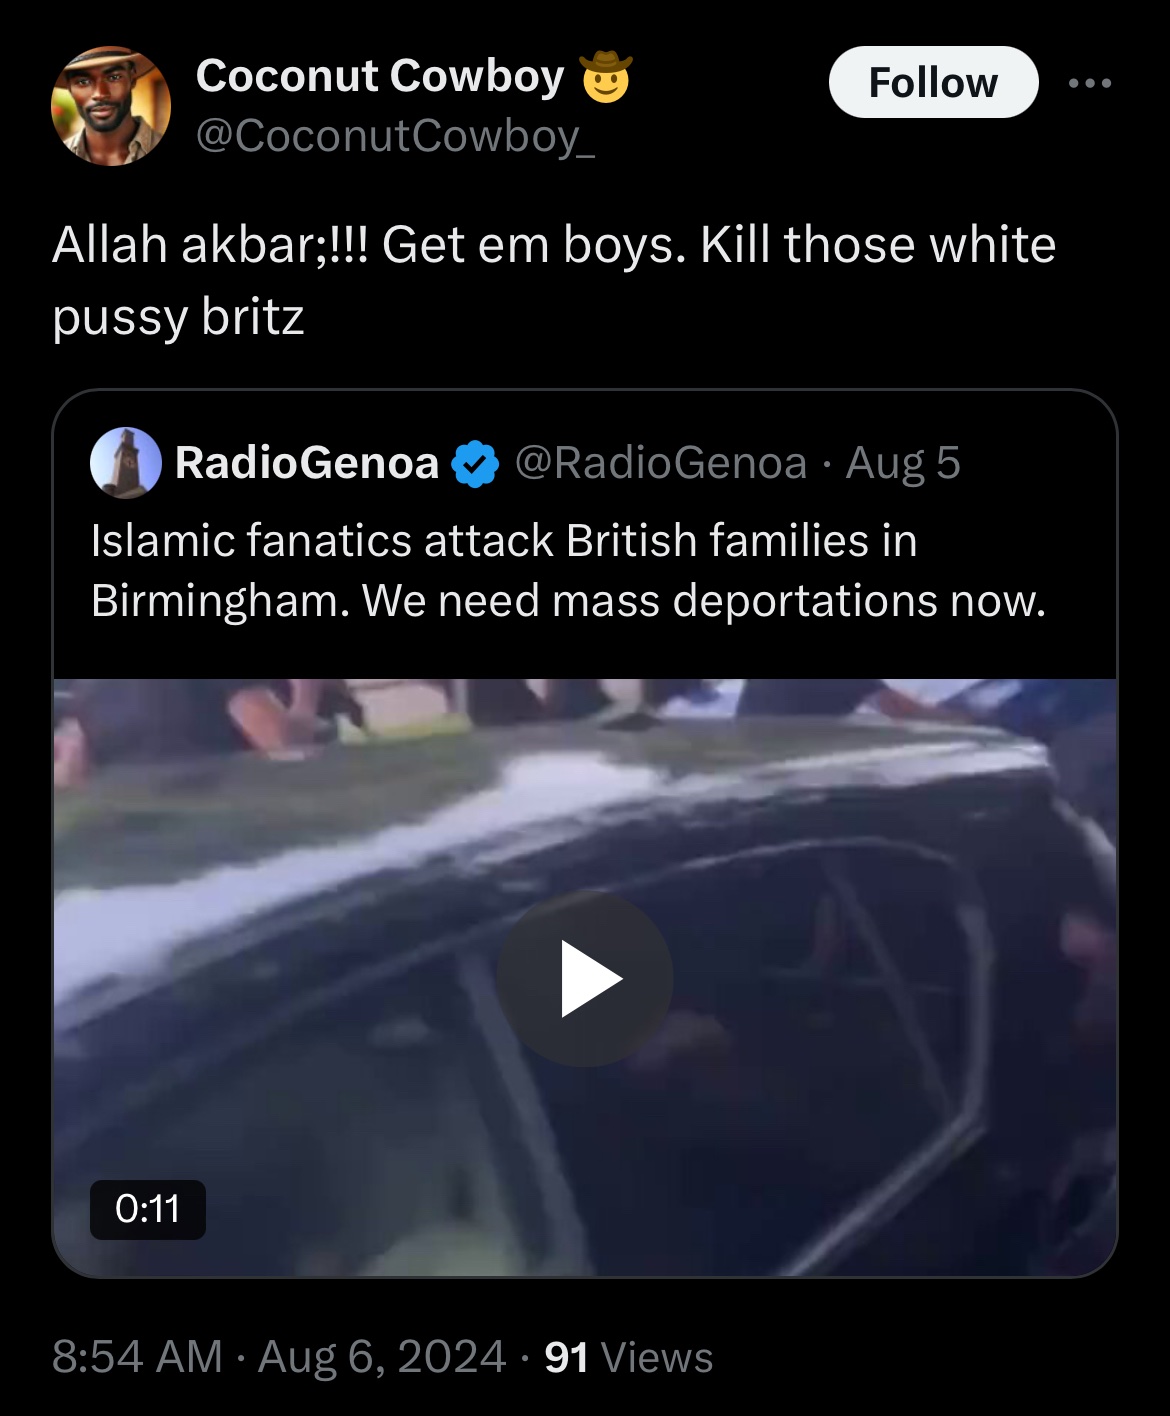 Coconut Cowboy 🤠
Follow
@CoconutCowboy_
Allah akbar;!!! Get em boys. Kill those white
pussy britz
RadioGenoa @RadioGenoa · Aug 5
Islamic fanatics attack British families in
Birmingham. We need mass deportations now.
0:11
8:54 AM · Aug 6, 2024 · 91 Views